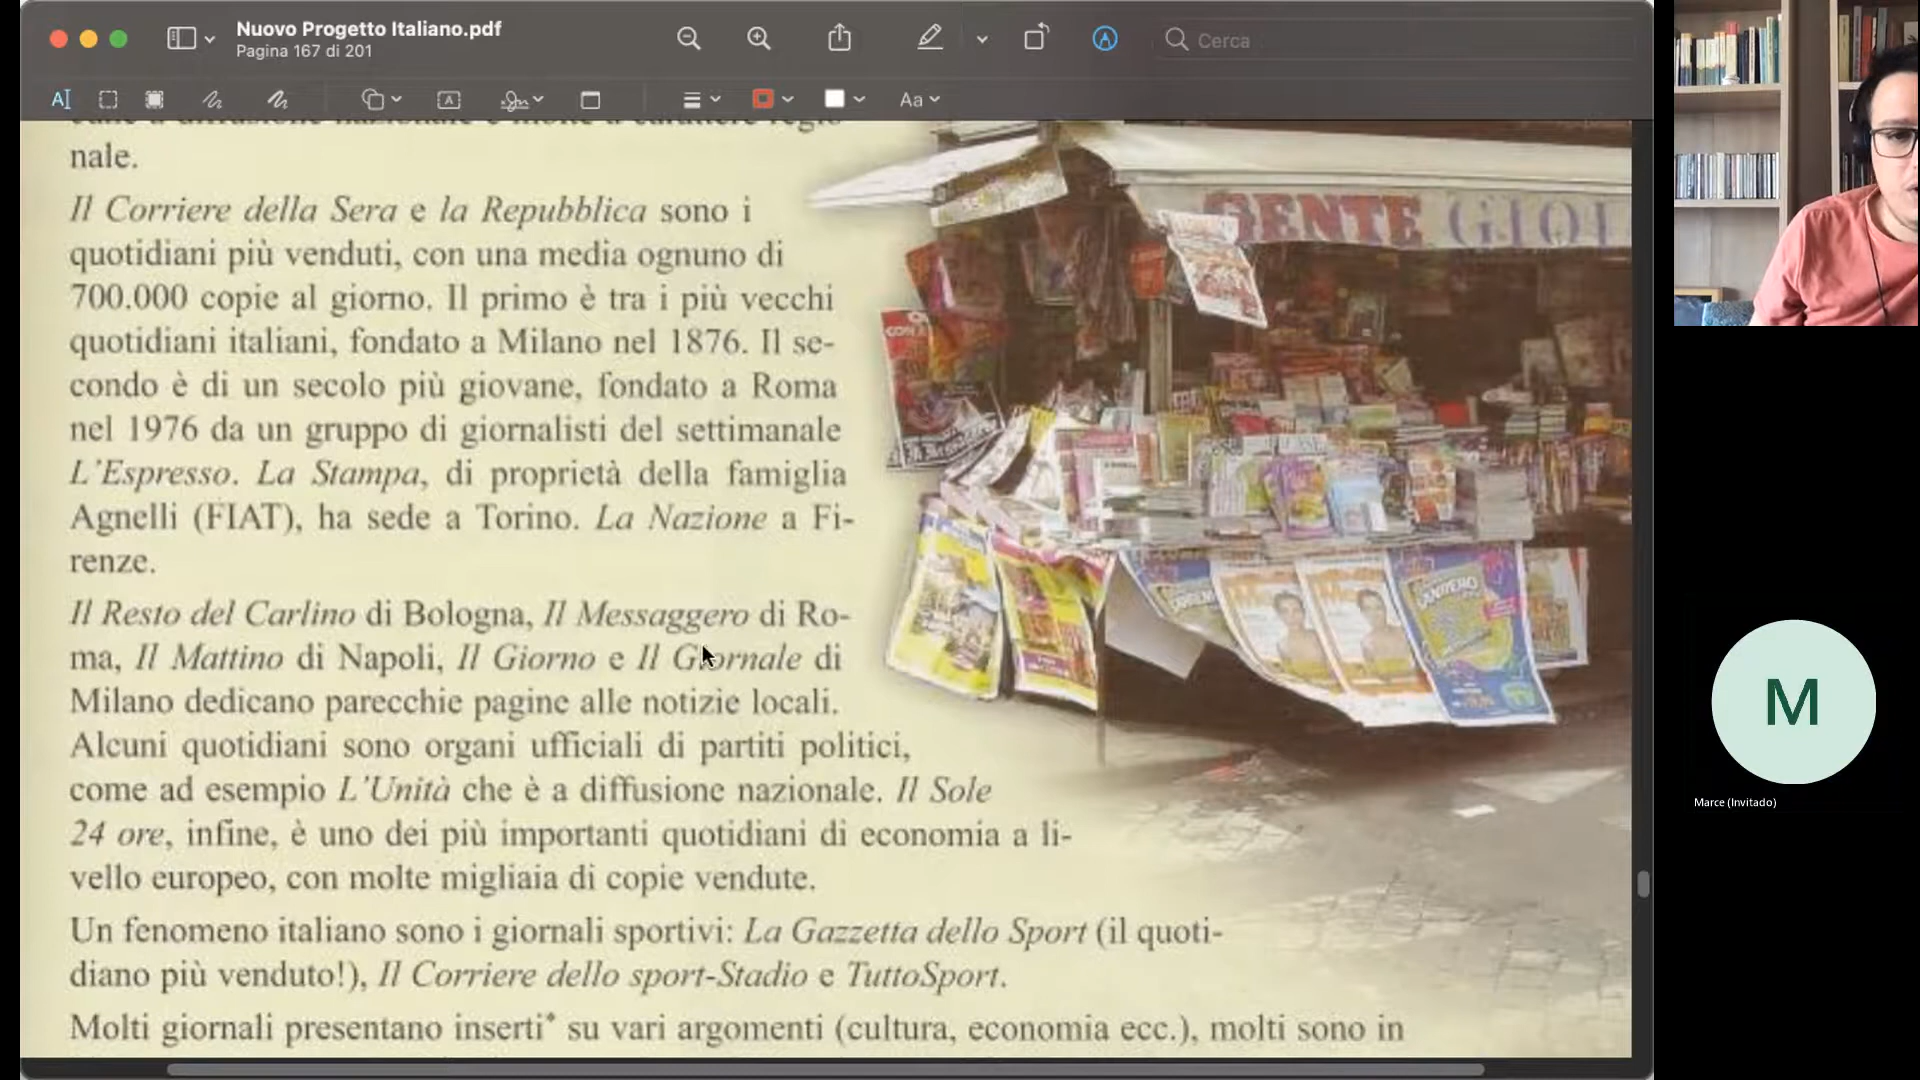 Nuovo Progetto Italiano.pdf
Pagina 167 di 201
Cerca
Aa
nale.
Il Corriere della Sera e la Repubblica sono i
quotidiani più venduti, con una media ognuno di
700.000 copie al giorno. Il primo è tra i più vecchi
quotidiani italiani, fondato a Milano nel 1876. Il se-
condo è di un secolo più giovane, fondato a Roma
nel 1976 da un gruppo di giornalisti del settimanale
L'Espresso. La Stampa, di proprietà della famiglia
Agnelli (FIAT), ha sede a Torino. La Nazione a Fi-
renze.
Il Resto del Carlino di Bologna, Il Messaggero di Ro-
ma, Il Mattino di Napoli, Il Giorno e Il Giornale di
Milano dedicano parecchie pagine alle notizie locali.
Alcuni quotidiani sono organi ufficiali di partiti politici,
come ad esempio L'Unità che è a diffusione nazionale. Il Sole
24 ore, infine, è uno dei più importanti quotidiani di economia a li-
vello europeo, con molte migliaia di copie vendute.
Un fenomeno italiano sono i giornali sportivi: La Gazzetta dello Sport (il quoti-
diano più venduto!), Il Corriere dello sport-Stadio e TuttoSport.
Molti giornali presentano inserti* su vari argomenti (cultura, economia ecc.), molti sono in
GENTE GIOI
M
Marce (Invitado)